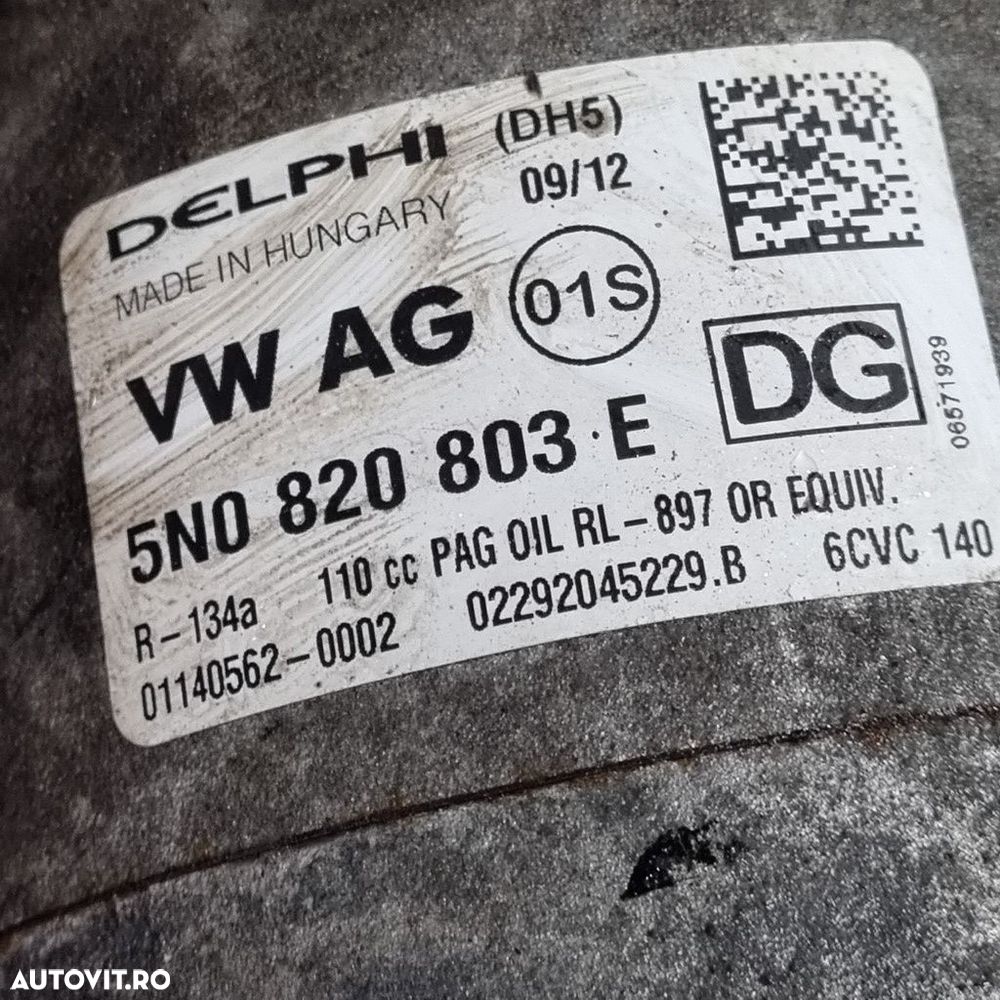 DELPHI (DH5)
MADE IN HUNGARY 09/12
VW AG 01S
DG
5N0 820 803 E
06571939
R-134a 110 cc PAG OIL RL-897 OR EQUIV.
01140562-0002 02292045229.B 6CVC 140
AUTOVIT.RO